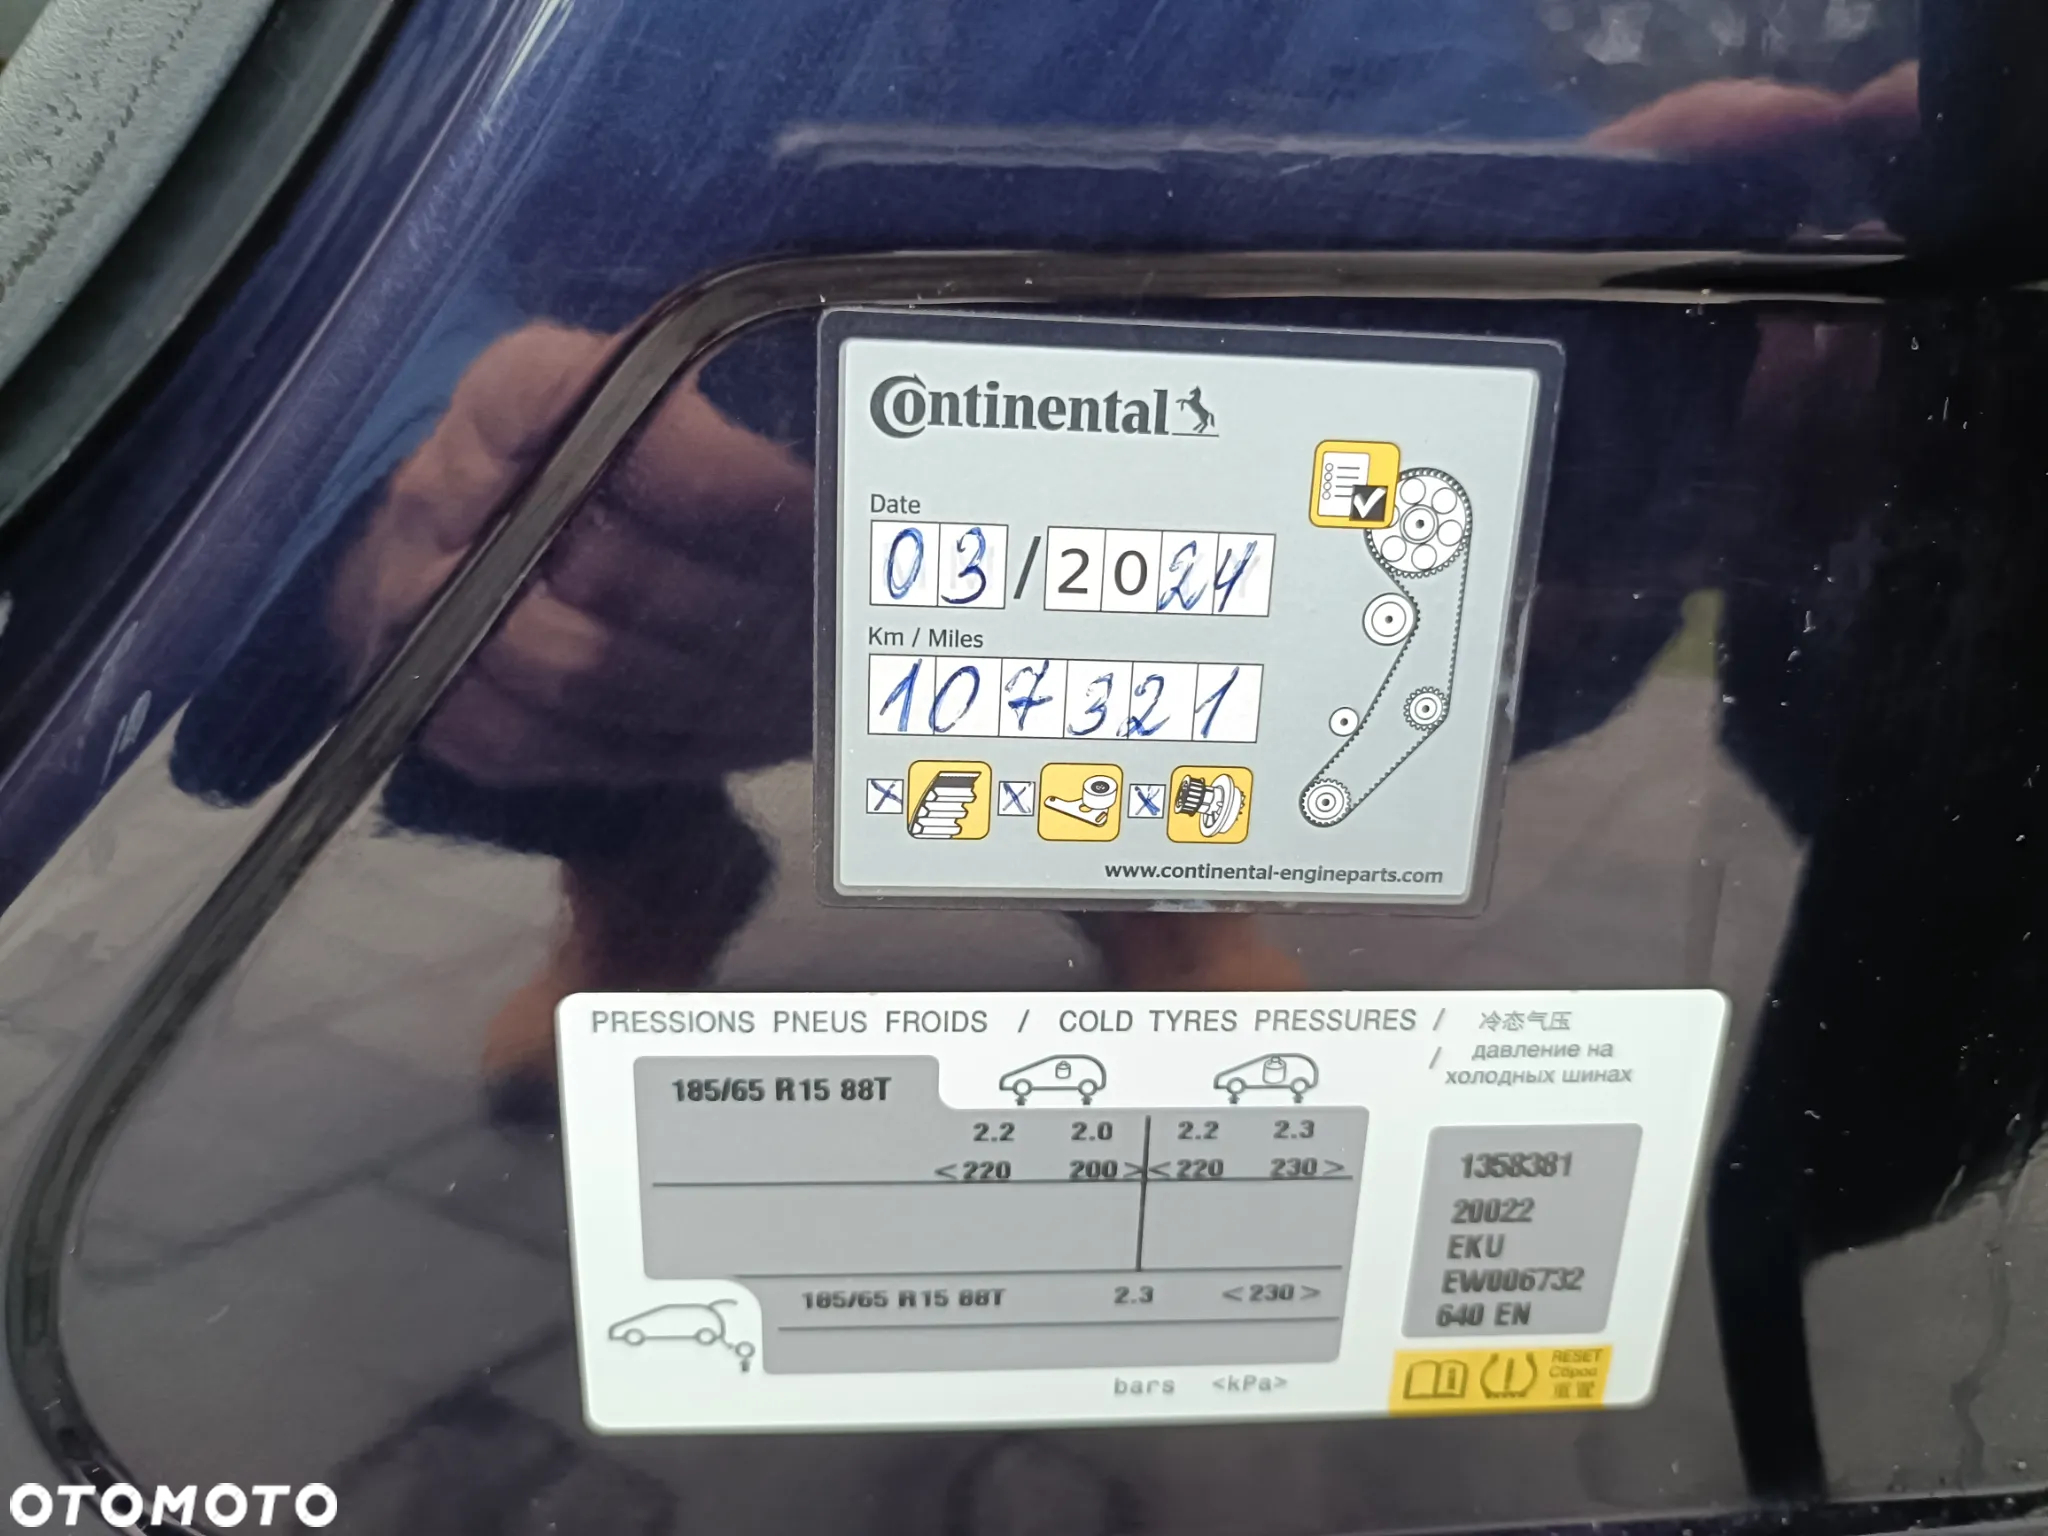 Continental
Date
03/2024
Km / Miles
107321
www.continental-engineparts.com
PRESSIONS PNEUS FROIDS / COLD TYRES PRESSURES / 冷态气压
/ давление на
холодных шинах
185/65 R15 88T
2.2 2.0 2.2 2.3
<220 200> <220 230>
185/65 R15 88T 2.3 <230>
bars <kPa>
1358381
20022
EKU
EW006732
640 EN
RESET
Сброс
OTOMOTO